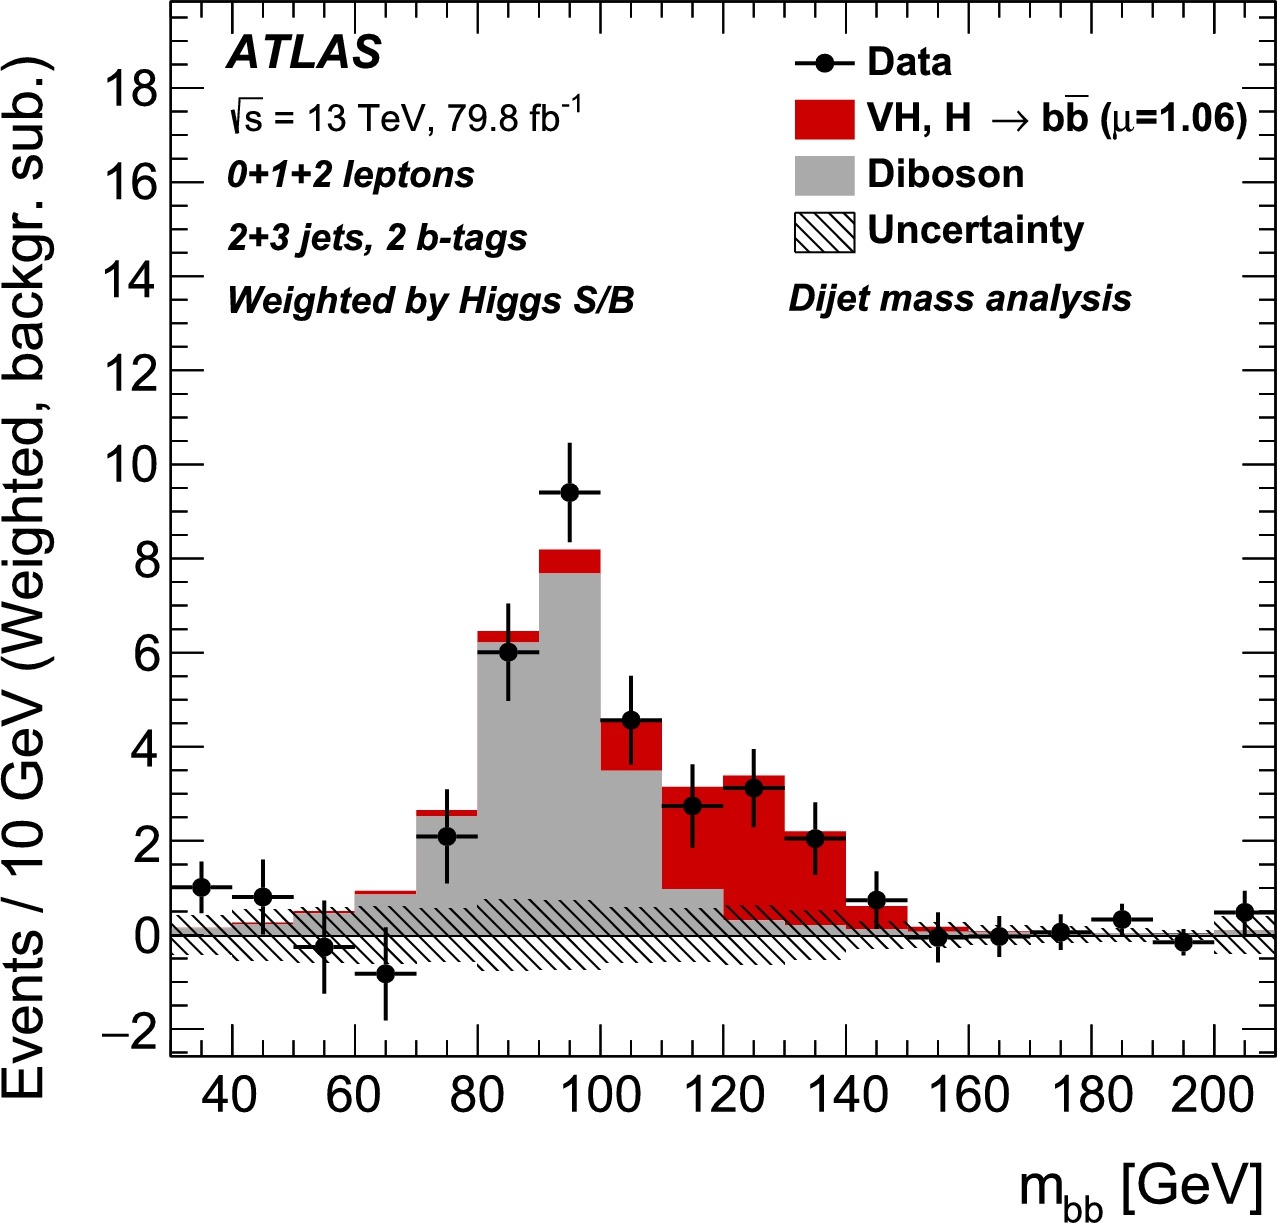 ATLAS
√s = 13 TeV, 79.8 fb⁻¹
0+1+2 leptons
2+3 jets, 2 b-tags
Weighted by Higgs S/B
Data
VH, H → bb̅ (μ=1.06)
Diboson
Uncertainty
Dijet mass analysis
Events / 10 GeV (Weighted, backgr. sub.)
18
16
14
12
10
8
6
4
2
0
−2
40 60 80 100 120 140 160 180 200
m_bb [GeV]